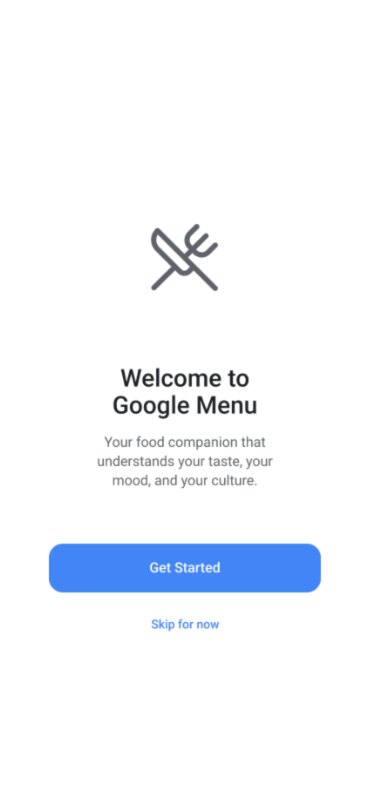 Welcome to
Google Menu
Your food companion that
understands your taste, your
mood, and your culture.
Get Started
Skip for now